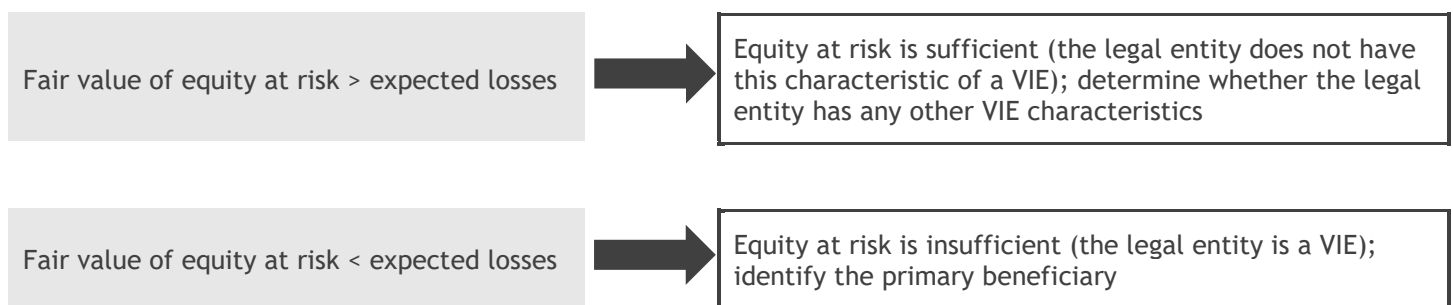 Fair value of equity at risk > expected losses
Equity at risk is sufficient (the legal entity does not have
this characteristic of a VIE); determine whether the legal
entity has any other VIE characteristics
Fair value of equity at risk < expected losses
Equity at risk is insufficient (the legal entity is a VIE);
identify the primary beneficiary